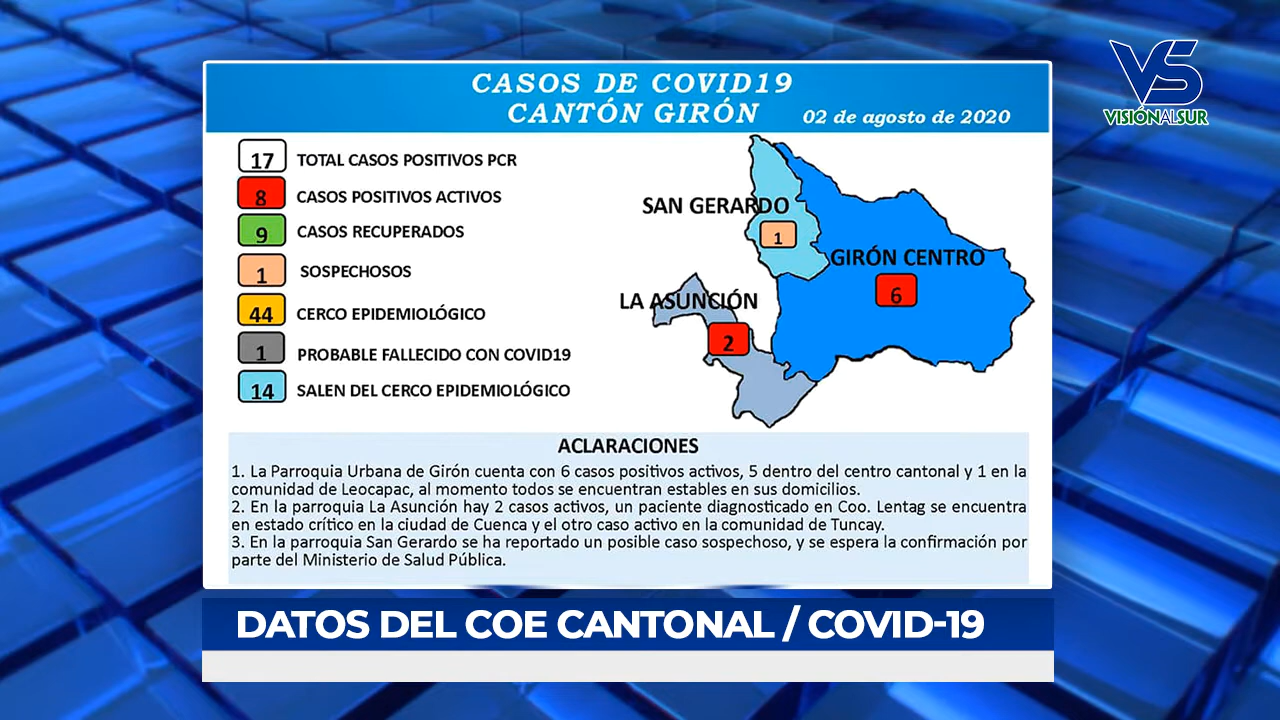 CASOS DE COVID19
CANTÓN GIRÓN
02 de agosto de 2020
VS
VISIÓNALSUR
17 TOTAL CASOS POSITIVOS PCR
8 CASOS POSITIVOS ACTIVOS
9 CASOS RECUPERADOS
1 SOSPECHOSOS
44 CERCO EPIDEMIOLÓGICO
1 PROBABLE FALLECIDO CON COVID19
14 SALEN DEL CERCO EPIDEMIOLÓGICO
SAN GERARDO
1
GIRÓN CENTRO
6
LA ASUNCIÓN
2
ACLARACIONES
1. La Parroquia Urbana de Girón cuenta con 6 casos positivos activos, 5 dentro del centro cantonal y 1 en la
comunidad de Leocapac, al momento todos se encuentran estables en sus domicilios.
2. En la parroquia La Asunción hay 2 casos activos, un paciente diagnosticado en Coo. Lentag se encuentra
en estado crítico en la ciudad de Cuenca y el otro caso activo en la comunidad de Tuncay.
3. En la parroquia San Gerardo se ha reportado un posible caso sospechoso, y se espera la confirmación por
parte del Ministerio de Salud Pública.
DATOS DEL COE CANTONAL / COVID-19